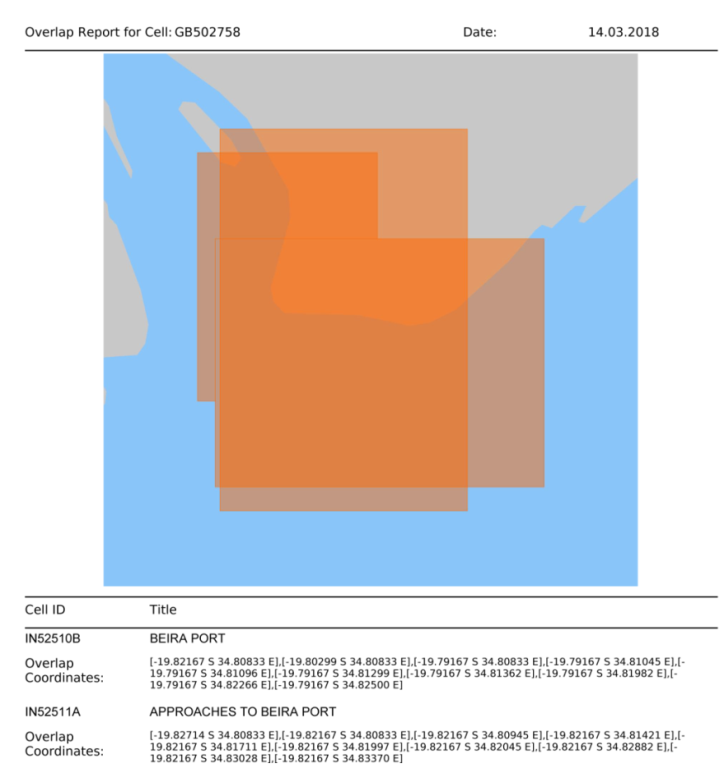 Overlap Report for Cell: GB502758 Date: 14.03.2018
Cell ID Title
IN52510B BEIRA PORT
Overlap Coordinates: [-19.82167 S 34.80833 E],[-19.80299 S 34.80833 E],[-19.79167 S 34.80833 E],[-19.79167 S 34.81045 E],[-
19.79167 S 34.81096 E],[-19.79167 S 34.81299 E],[-19.79167 S 34.81362 E],[-19.79167 S 34.81982 E],[-
19.79167 S 34.82266 E],[-19.79167 S 34.82500 E]
IN52511A APPROACHES TO BEIRA PORT
Overlap Coordinates: [-19.82714 S 34.80833 E],[-19.82167 S 34.80833 E],[-19.82167 S 34.80945 E],[-19.82167 S 34.81421 E],[-
19.82167 S 34.81711 E],[-19.82167 S 34.81997 E],[-19.82167 S 34.82045 E],[-19.82167 S 34.82882 E],[-
19.82167 S 34.83028 E],[-19.82167 S 34.83370 E]